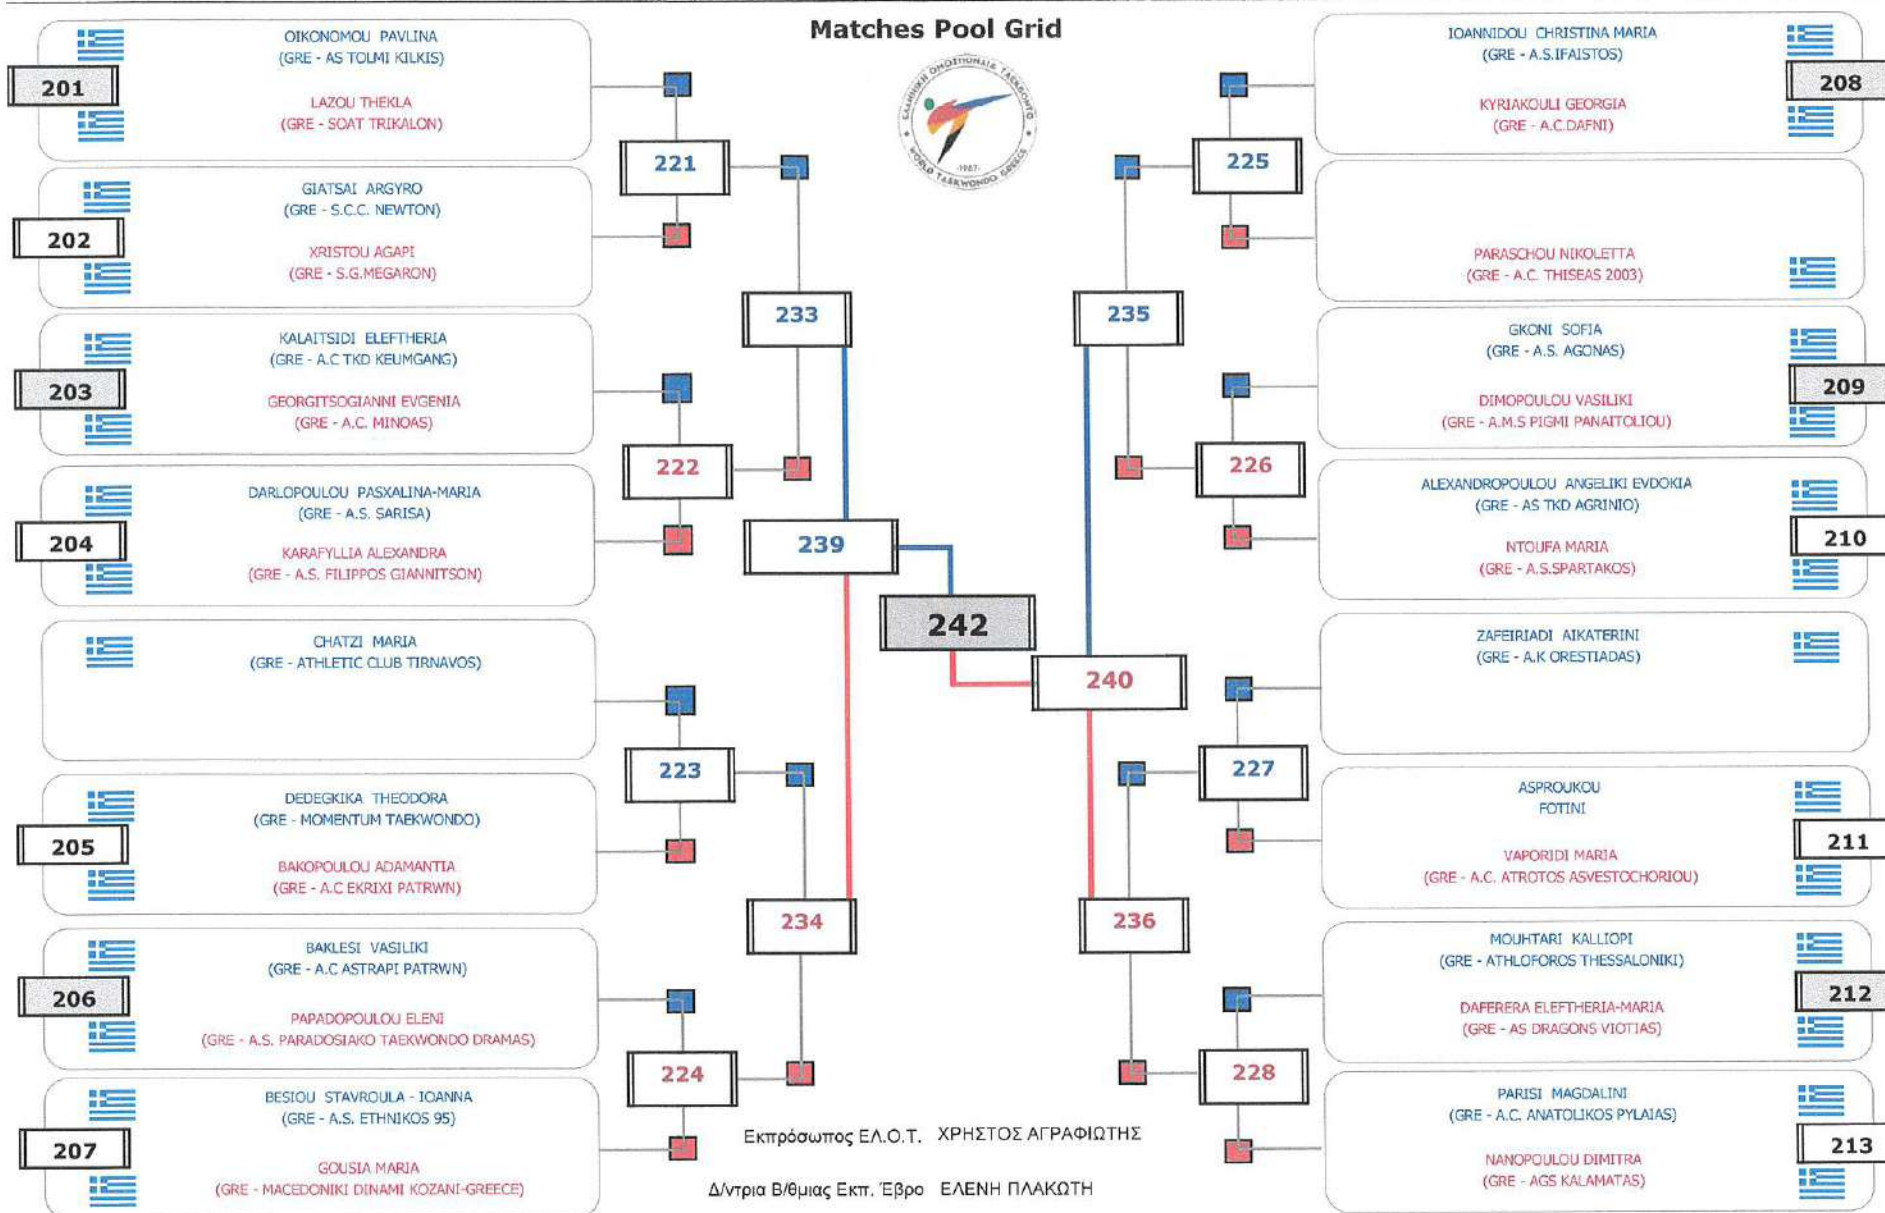 Matches Pool Grid
ΕΛΛΗΝΙΚΗ ΟΜΟΣΠΟΝΔΙΑ ΤΑΕΚΒΟΝΤΟ
-1987-
WORLD TAEKWONDO GREECE
201
OIKONOMOU PAVLINA
(GRE - AS TOLMI KILKIS)
LAZOU THEKLA
(GRE - SOAT TRIKALON)
202
GIATSAI ARGYRO
(GRE - S.C.C. NEWTON)
XRISTOU AGAPI
(GRE - S.G.MEGARON)
203
KALAITSIDI ELEFTHERIA
(GRE - A.C TKD KEUMGANG)
GEORGITSOGIANNI EVGENIA
(GRE - A.C. MINOAS)
204
DARLOPOULOU PASXALINA-MARIA
(GRE - A.S. SARISA)
KARAFYLLIA ALEXANDRA
(GRE - A.S. FILIPPOS GIANNITSON)
CHATZI MARIA
(GRE - ATHLETIC CLUB TIRNAVOS)
205
DEDEGKIKA THEODORA
(GRE - MOMENTUM TAEKWONDO)
BAKOPOULOU ADAMANTIA
(GRE - A.C EKRIXI PATRWN)
206
BAKLESI VASILIKI
(GRE - A.C ASTRAPI PATRWN)
PAPADOPOULOU ELENI
(GRE - A.S. PARADOSIAKO TAEKWONDO DRAMAS)
207
BESIOU STAVROULA - IOANNA
(GRE - A.S. ETHNIKOS 95)
GOUSIA MARIA
(GRE - MACEDONIKI DINAMI KOZANI-GREECE)
221
222
223
224
233
234
239
242
240
235
236
225
226
227
228
IOANNIDOU CHRISTINA MARIA
(GRE - A.S.IFAISTOS)
208
KYRIAKOULI GEORGIA
(GRE - A.C.DAFNI)
PARASCHOU NIKOLETTA
(GRE - A.C. THISEAS 2003)
GKONI SOFIA
(GRE - A.S. AGONAS)
209
DIMOPOULOU VASILIKI
(GRE - A.M.S PIGMI PANAITOLIOU)
ALEXANDROPOULOU ANGELIKI EVDOKIA
(GRE - AS TKD AGRINIO)
210
NTOUFA MARIA
(GRE - A.S.SPARTAKOS)
ZAFEIRIADI AIKATERINI
(GRE - A.K ORESTIADAS)
ASPROUKOU
FOTINI
211
VAPORIDI MARIA
(GRE - A.C. ATROTOS ASVESTOCHORIOU)
MOUHTARI KALLIOPI
(GRE - ATHLOFOROS THESSALONIKI)
212
DAFERERA ELEFTHERIA-MARIA
(GRE - AS DRAGONS VIOTIAS)
PARISI MAGDALINI
(GRE - A.C. ANATOLIKOS PYLAIAS)
213
NANOPOULOU DIMITRA
(GRE - AGS KALAMATAS)
Εκπρόσωπος ΕΛ.Ο.Τ. ΧΡΗΣΤΟΣ ΑΓΡΑΦΙΩΤΗΣ
Δ/ντρια Β/θμιας Εκπ. Έβρο ΕΛΕΝΗ ΠΛΑΚΩΤΗ